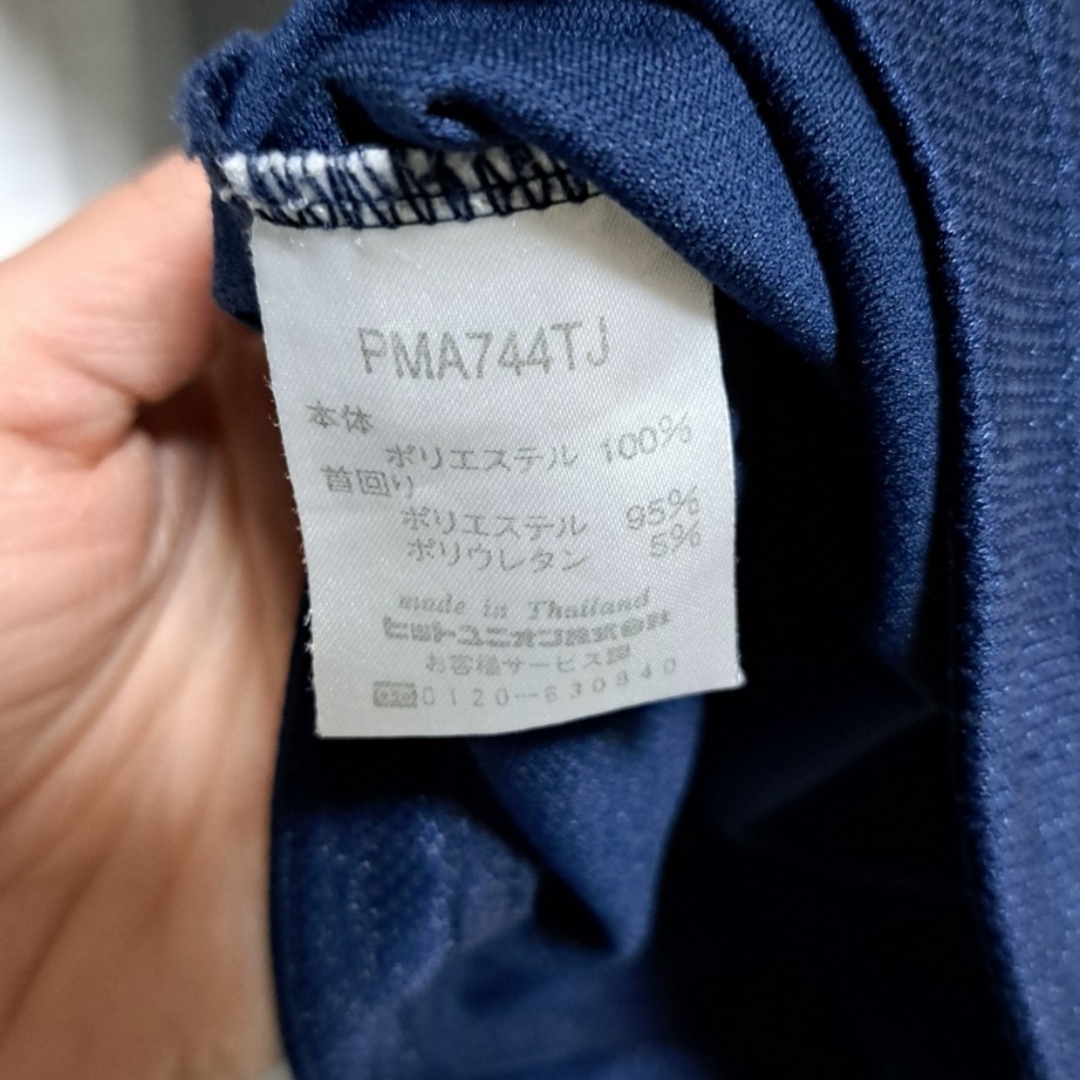 PMA744TJ
本体
ポリエステル 100%
首回り
ポリエステル 95%
ポリウレタン 5%
made in Thailand
ヒットユニオン株式会社
お客様サービス課
0120-630840